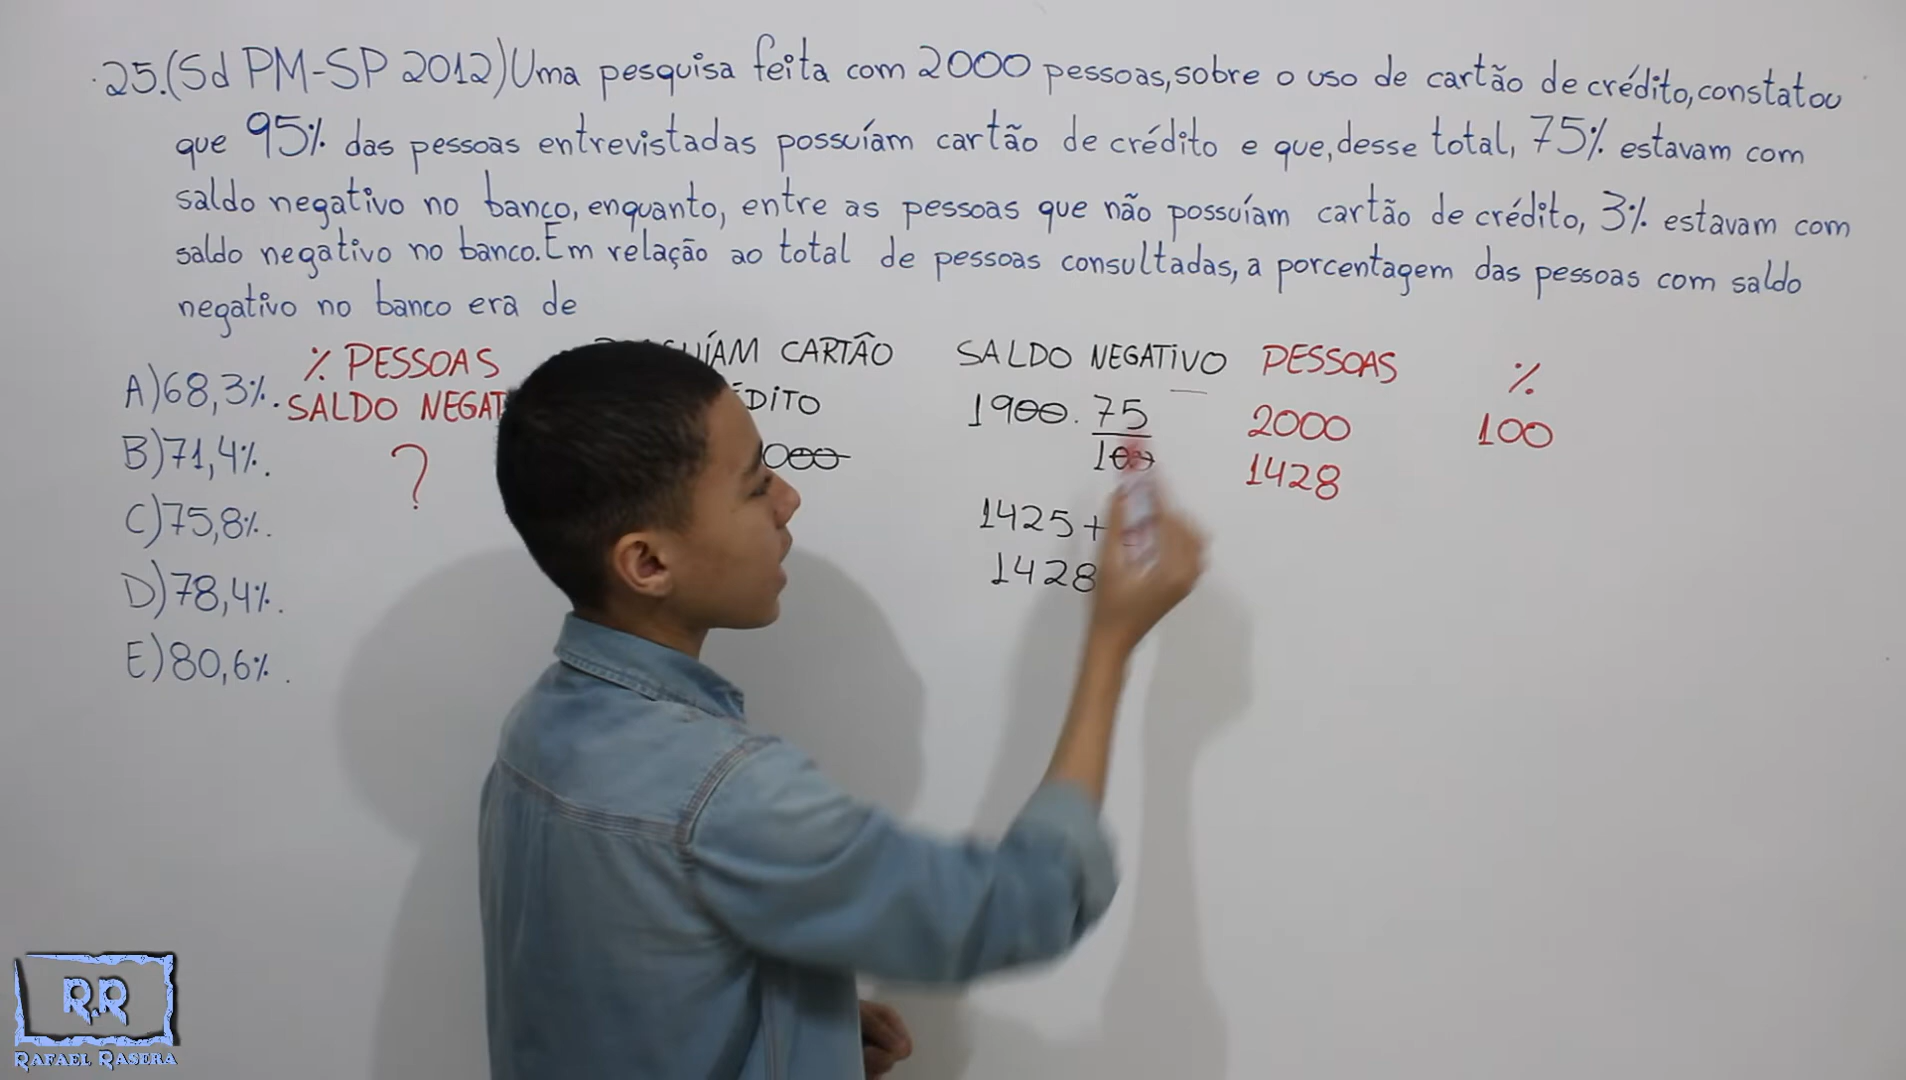 25.(Sd PM-SP 2012)Uma pesquisa feita com 2000 pessoas,sobre o uso de cartão de crédito,constatou
que 95% das pessoas entrevistadas possuíam cartão de crédito e que,desse total, 75% estavam com
saldo negativo no banco,enquanto, entre as pessoas que não possuíam cartão de crédito, 3% estavam com
saldo negativo no banco.Em relação ao total de pessoas consultadas, a porcentagem das pessoas com saldo
negativo no banco era de
A)68,3%.
B)71,4%.
C)75,8%.
D)78,4%.
E)80,6%.
% PESSOAS
SALDO
?
CARTÃO
SALDO NEGATIVO
1900.75
100
1425+
1428
PESSOAS %
2000 100
1428
R.R
RAFAEL RASERA